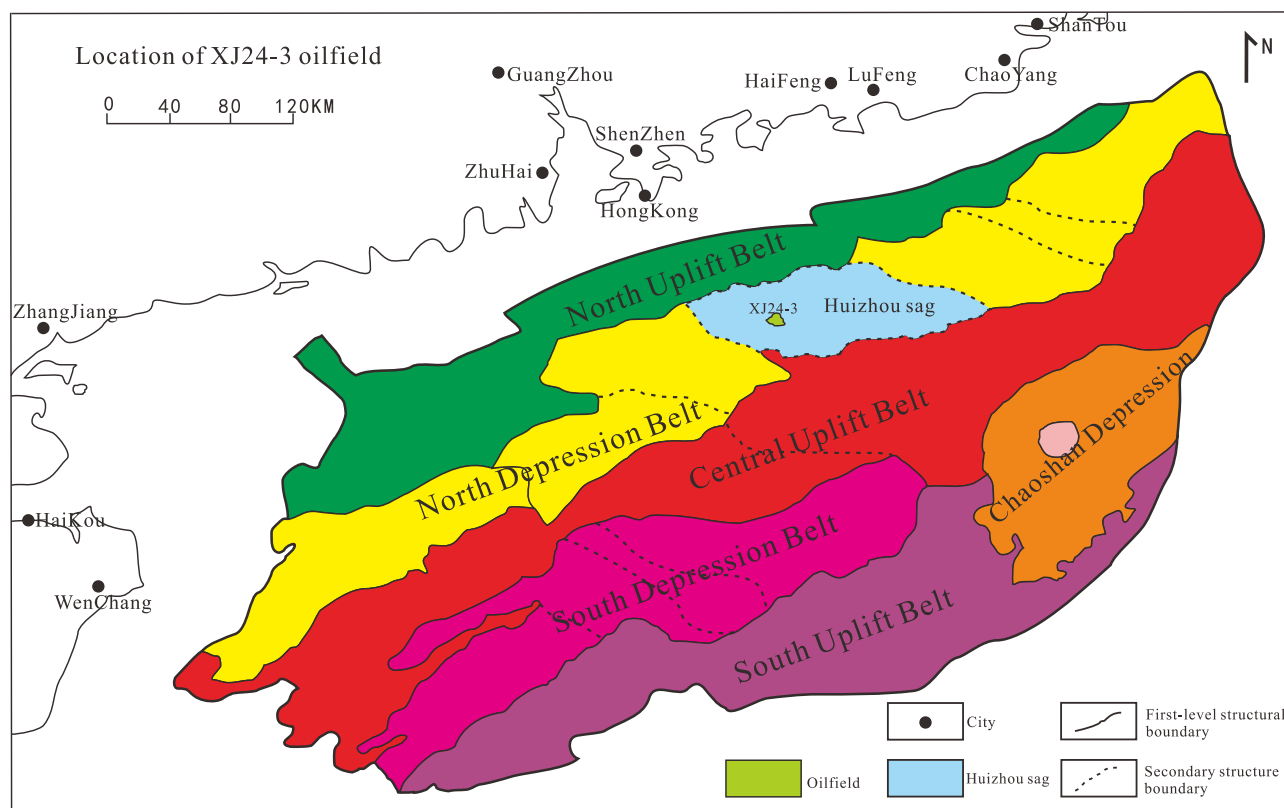 Location of XJ24-3 oilfield
0 40 80 120KM
N
ShanTou
GuangZhou
HaiFeng
LuFeng
ChaoYang
ShenZhen
ZhuHai
HongKong
ZhangJiang
HaiKou
WenChang
North Uplift Belt
XJ24-3
Huizhou sag
North Depression Belt
Central Uplift Belt
Chaoshan Depression
South Depression Belt
South Uplift Belt
City
First-level structural
boundary
Oilfield
Huizhou sag
Secondary structure
boundary